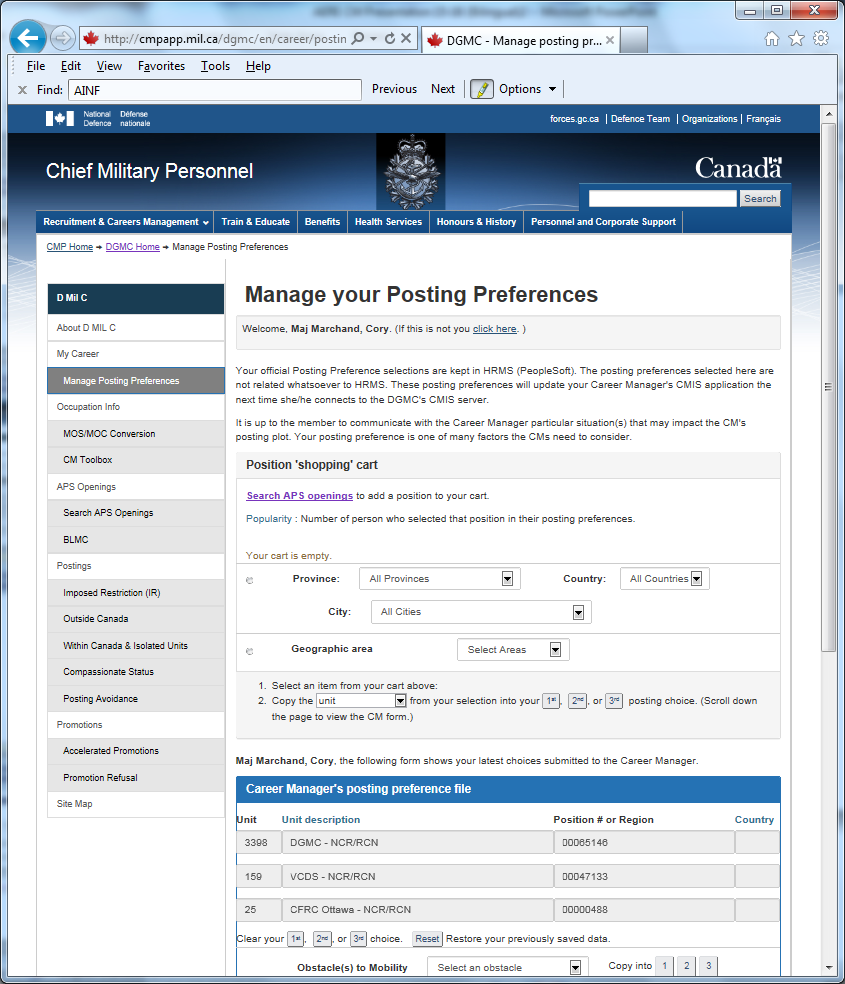 http://cmpapp.mil.ca/dgmc/en/career/postin
DGMC - Manage posting pr...
File Edit View Favorites Tools Help
Find: AINF Previous Next Options
National Defence Défense nationale
forces.gc.ca | Defence Team | Organizations | Français
Chief Military Personnel
Canada
Search
Recruitment & Careers Management Train & Educate Benefits Health Services Honours & History Personnel and Corporate Support
CMP Home → DGMC Home → Manage Posting Preferences
D Mil C
About D MIL C
My Career
Manage Posting Preferences
Occupation Info
MOS/MOC Conversion
CM Toolbox
APS Openings
Search APS Openings
BLMC
Postings
Imposed Restriction (IR)
Outside Canada
Within Canada & Isolated Units
Compassionate Status
Posting Avoidance
Promotions
Accelerated Promotions
Promotion Refusal
Site Map
Manage your Posting Preferences
Welcome, Maj Marchand, Cory. (If this is not you click here. )
Your official Posting Preference selections are kept in HRMS (PeopleSoft). The posting preferences selected here are
not related whatsoever to HRMS. These posting preferences will update your Career Manager's CMIS application the
next time she/he connects to the DGMC's CMIS server.
It is up to the member to communicate with the Career Manager particular situation(s) that may impact the CM's
posting plot. Your posting preference is one of many factors the CMs need to consider.
Position 'shopping' cart
Search APS openings to add a position to your cart.
Popularity : Number of person who selected that position in their posting preferences.
Your cart is empty.
Province: All Provinces Country: All Countries
City: All Cities
Geographic area Select Areas
1. Select an item from your cart above:
2. Copy the unit from your selection into your 1st, 2nd, or 3rd posting choice. (Scroll down
the page to view the CM form.)
Maj Marchand, Cory, the following form shows your latest choices submitted to the Career Manager.
Career Manager's posting preference file
Unit Unit description Position # or Region Country
3398 DGMC - NCR/RCN 00065146
159 VCDS - NCR/RCN 00047133
25 CFRC Ottawa - NCR/RCN 00000488
Clear your 1st, 2nd, or 3rd choice. Reset Restore your previously saved data.
Obstacle(s) to Mobility Select an obstacle Copy into 1 2 3